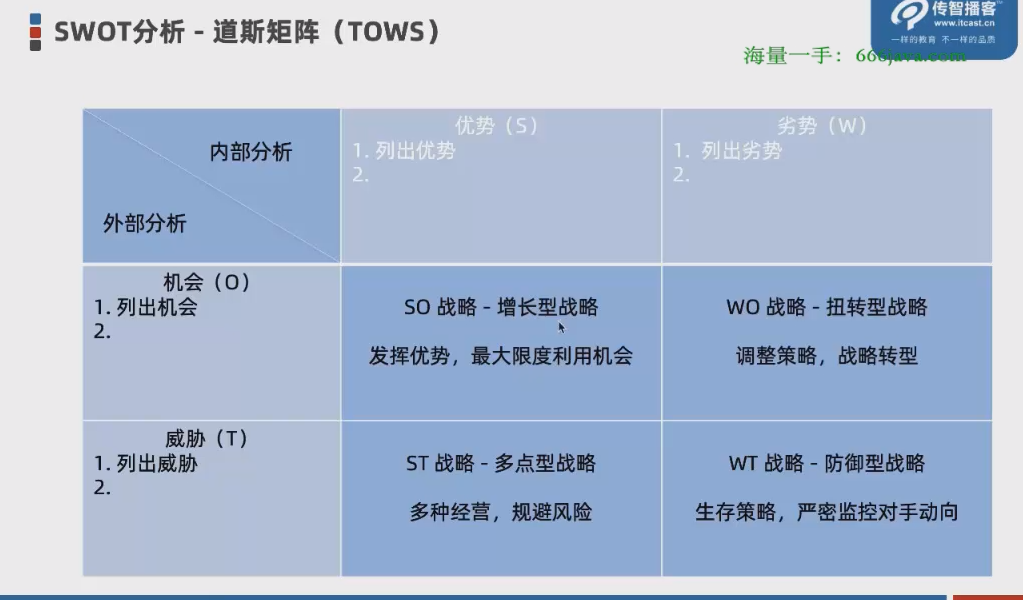 SWOT分析 - 道斯矩阵（TOWS）
传智播客
www.itcast.cn
一样的教育 不一样的品质
海量一手：666java.com
内部分析
外部分析
优势（S）
1. 列出优势
2.
劣势（W）
1. 列出劣势
2.
机会（O）
1. 列出机会
2.
SO 战略 - 增长型战略
发挥优势，最大限度利用机会
WO 战略 - 扭转型战略
调整策略，战略转型
威胁（T）
1. 列出威胁
2.
ST 战略 - 多点型战略
多种经营，规避风险
WT 战略 - 防御型战略
生存策略，严密监控对手动向